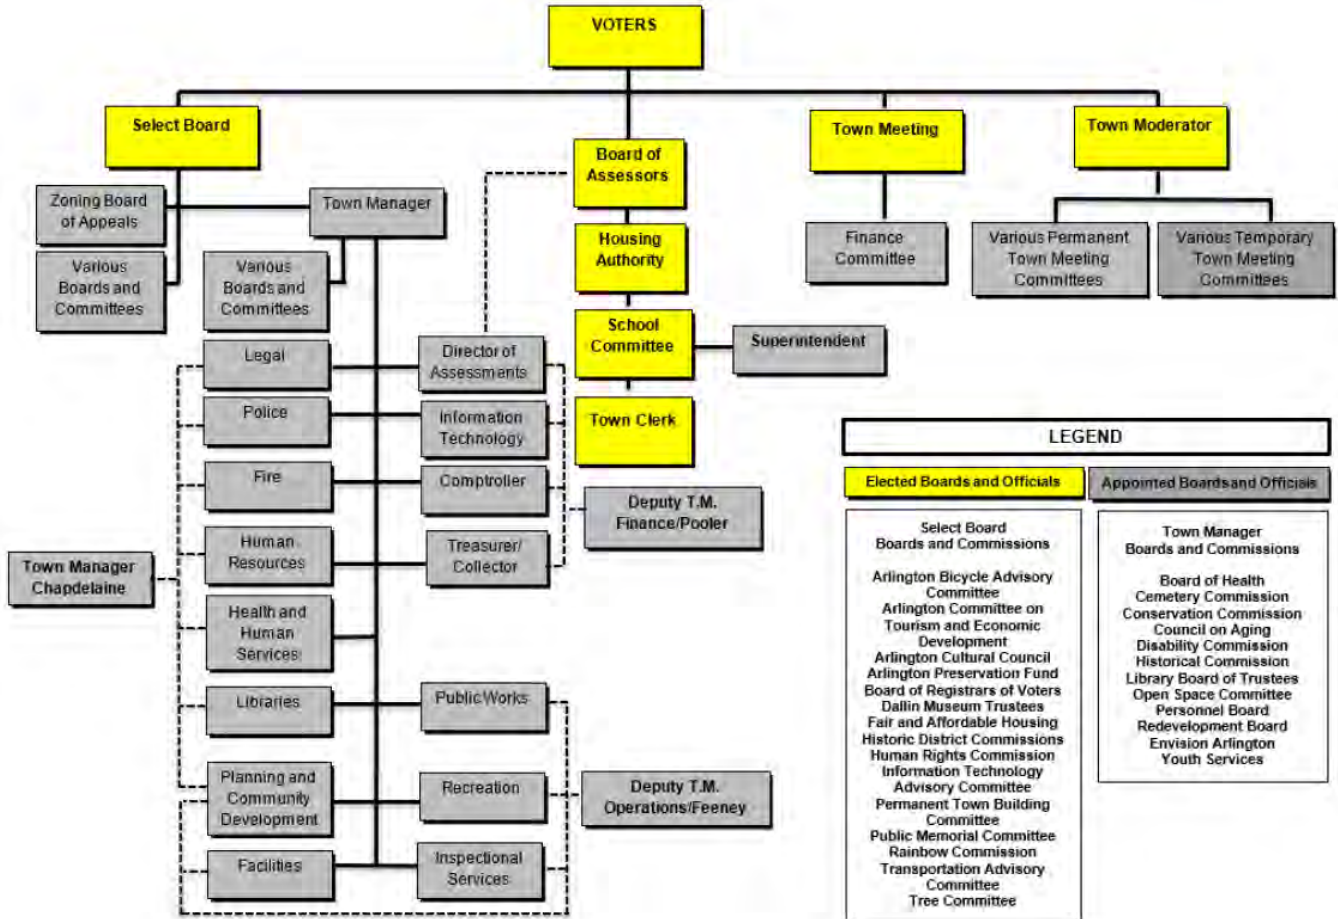 VOTERS
Select Board
Town Meeting
Town Moderator
Board of
Assessors
Zoning Board
of Appeals
Town Manager
Housing
Authority
Finance
Committee
Various Permanent
Town Meeting
Committees
Various Temporary
Town Meeting
Committees
Various
Boards and
Committees
Various
Boards and
Committees
School
Committee
Superintendent
Legal
Director of
Assessments
Police
Information
Technology
Town Clerk
Fire
Comptroller
Deputy T.M.
Finance/Pooler
Human
Resources
Treasurer/
Collector
Town Manager
Chapdelaine
Health and
Human
Services
Libraries
Public Works
Planning and
Community
Development
Recreation
Deputy T.M.
Operations/Feeney
Facilities
Inspectional
Services
LEGEND
Elected Boards and Officials
Select Board
Boards and Commissions
Arlington Bicycle Advisory
Committee
Arlington Committee on
Tourism and Economic
Development
Arlington Cultural Council
Arlington Preservation Fund
Board of Registrars of Voters
Dallin Museum Trustees
Fair and Affordable Housing
Historic District Commissions
Human Rights Commission
Information Technology
Advisory Committee
Permanent Town Building
Committee
Public Memorial Committee
Rainbow Commission
Transportation Advisory
Committee
Tree Committee
Appointed Boards and Officials
Town Manager
Boards and Commissions
Board of Health
Cemetery Commission
Conservation Commission
Council on Aging
Disability Commission
Historical Commission
Library Board of Trustees
Open Space Committee
Personnel Board
Redevelopment Board
Envision Arlington
Youth Services